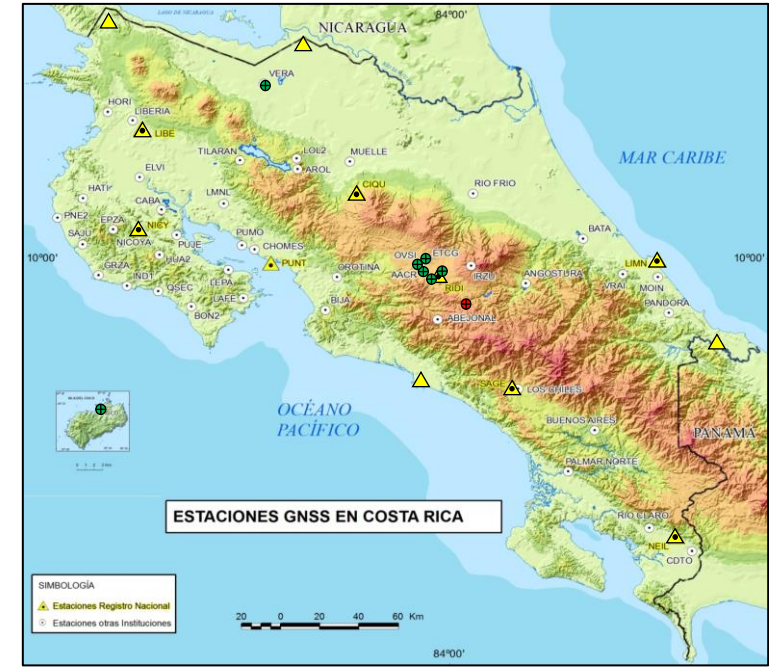 LAGO DE NICARAGUA
84°00'
NICARAGUA
VERA
HORI
LIBERIA
LIBE
TILARAN
LOL2
AROL
MUELLE
MAR CARIBE
ELVI
CIQU
RIO FRIO
HATI
CABA
LMNL
PNE2
EPZA
NICY
SAJU
NICOYA
PUJE
PUMO
CHOMES
BATA
10°00'
HUA2
PUNT
OVSI
ETCG
LIMN
10°00'
GRZA
IND1
LEPA
OROTINA
AACR
RIDI
IRZU
ANGOSTURA
VRAI
MOIN
QSEC
LAFE
BIJA
PANDORA
BON2
ABEJONAL
SAGE
LOS CHILES
OCÉANO
PACÍFICO
BUENOS AIRES
PANAMA
PALMAR NORTE
ESTACIONES GNSS EN COSTA RICA
RIO CLARO
NEIL
CDTO
SIMBOLOGÍA
Estaciones Registro Nacional
Estaciones otras Instituciones
20 0 20 40 60 Km
84°00'